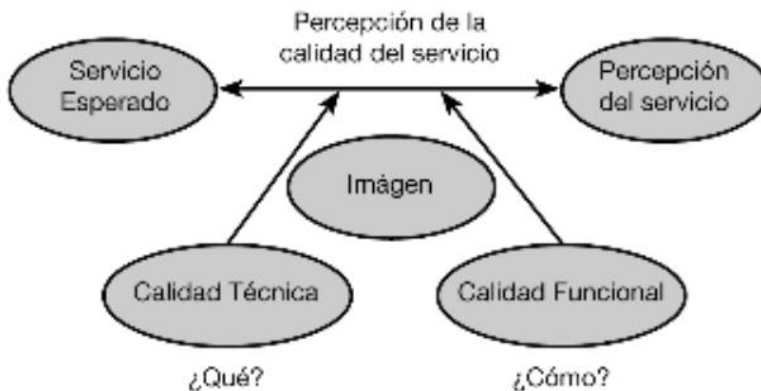 Percepción de la
calidad del servicio
Servicio
Esperado
Percepción
del servicio
Imágen
Calidad Técnica
Calidad Funcional
¿Qué?
¿Cómo?